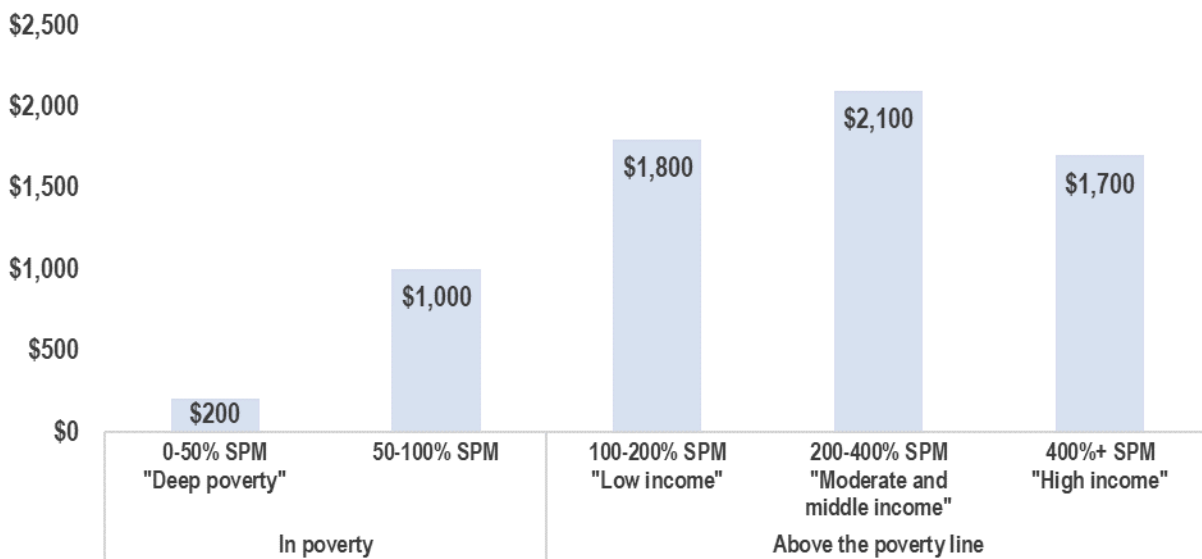 $2,500
$2,000
$1,500
$1,000
$500
$0
$200
$1,000
$1,800
$2,100
$1,700
0-50% SPM
"Deep poverty"
50-100% SPM
100-200% SPM
"Low income"
200-400% SPM
"Moderate and
middle income"
400%+ SPM
"High income"
In poverty
Above the poverty line